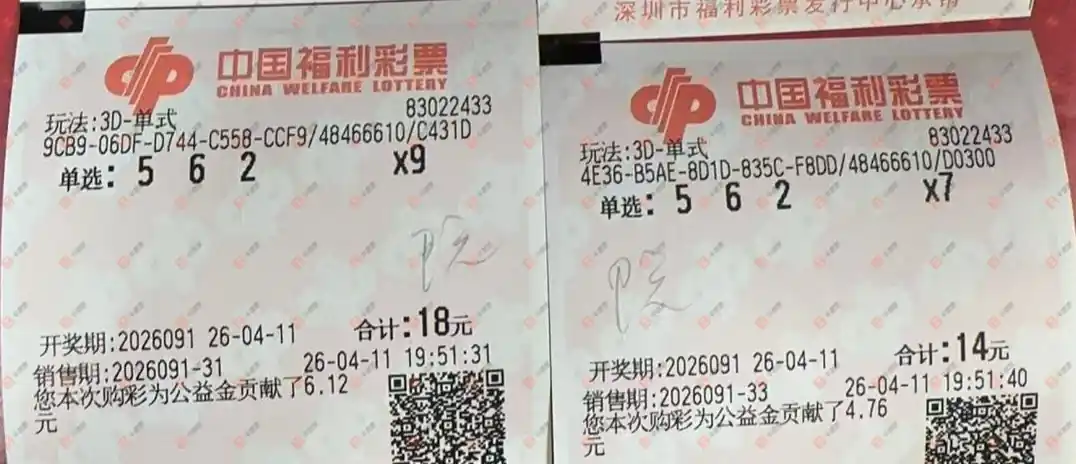 深圳市福利彩票发行中心承销
中国福利彩票
CHINA WELFARE LOTTERY
玩法:3D-单式
83022433
9CB9-06DF-D744-C558-CCF9/48466610/C431D
单选: 5 6 2 X9
开奖期:2026091 26-04-11 合计:18元
销售期:2026091-31 26-04-11 19:51:31
您本次购彩为公益金贡献了6.12
元
中国福利彩票
CHINA WELFARE LOTTERY
玩法:3D-单式
83022433
4E36-B5AE-8D1D-835C-F8DD/48466610/D0300
单选: 5 6 2 X7
开奖期:2026091 26-04-11 合计:14元
销售期:2026091-33 26-04-11 19:51:40
您本次购彩为公益金贡献了4.76
元